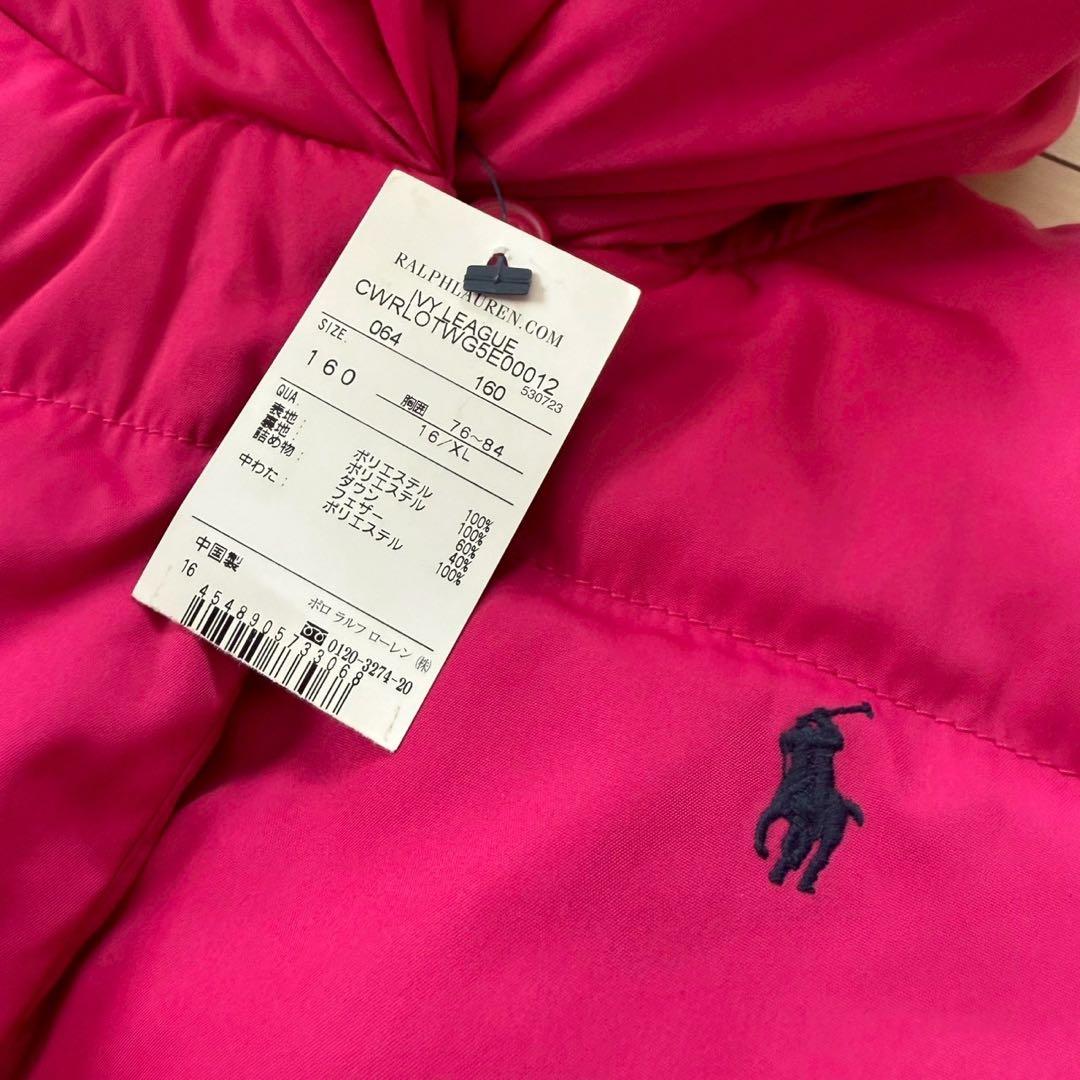 RALPHLAUREN.COM
IVY LEAGUE
CWRLOTWG5E00012
530723
064 160
SIZE.
160 胸囲 76~84
16/XL
QUA
表地: ポリエステル 100%
裏地: ポリエステル 100%
詰め物: ダウン 60%
フェザー 40%
中わた: ポリエステル 100%
中国製
16
ポロ ラルフ ローレン (株)
0120-3274-20
4548905733068